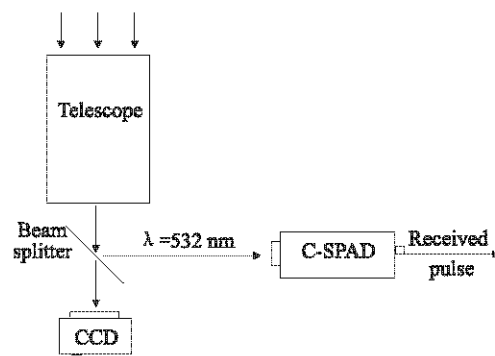 Telescope
Beam
splitter
λ =532 nm
C-SPAD
Received
pulse
CCD